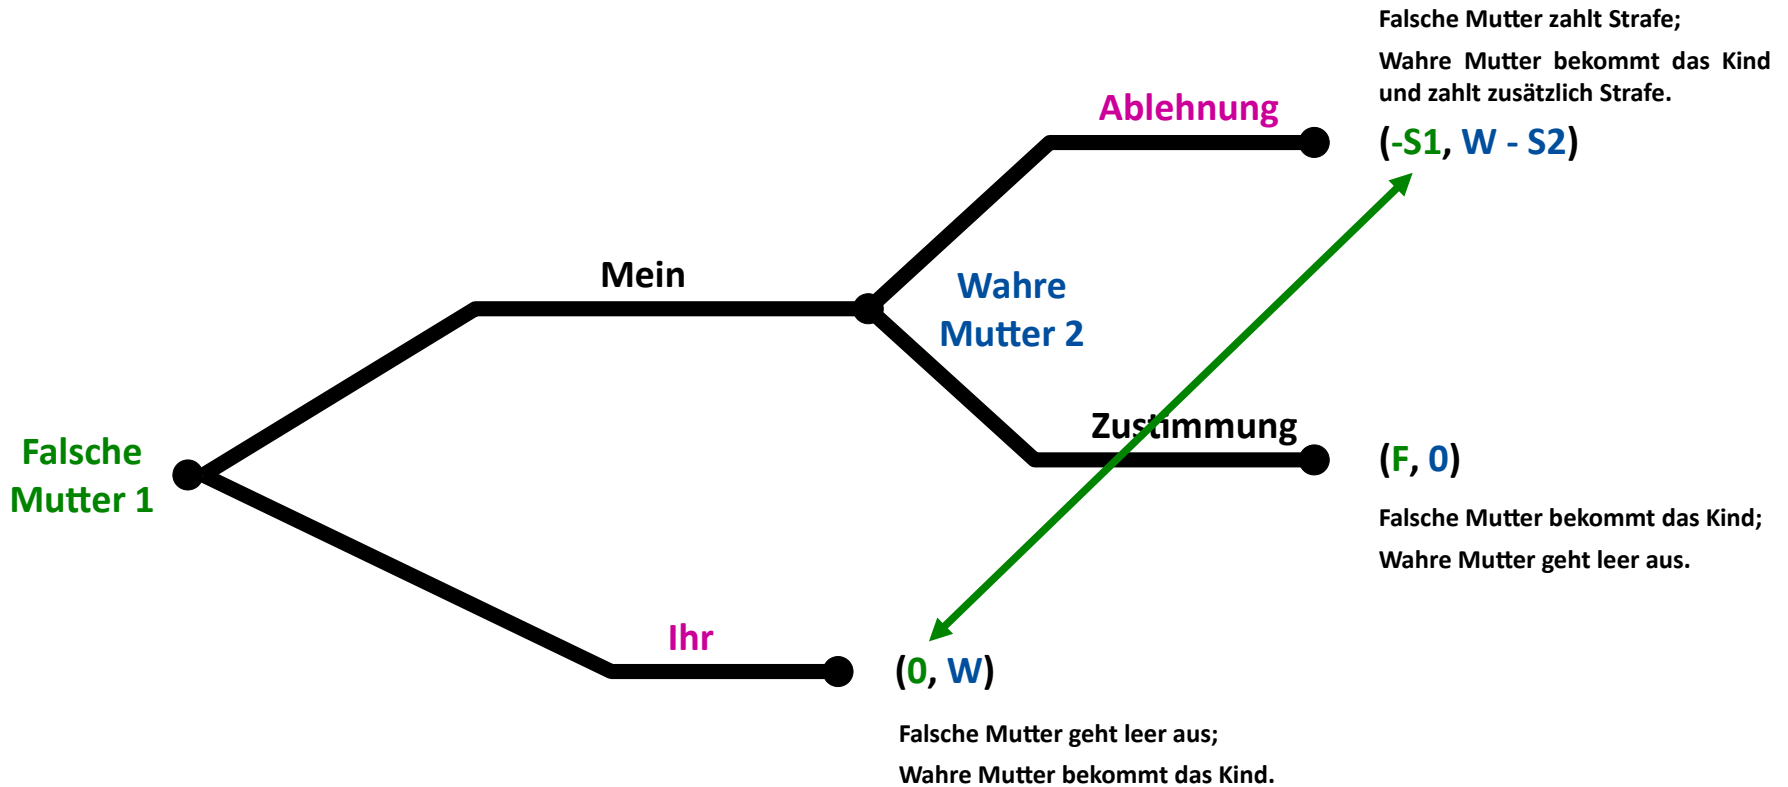 Falsche Mutter zahlt Strafe;
Wahre Mutter bekommt das Kind
und zahlt zusätzlich Strafe.
Ablehnung
(-S1, W - S2)
Mein
Wahre
Mutter 2
Zustimmung
Falsche
Mutter 1
(F, 0)
Falsche Mutter bekommt das Kind;
Wahre Mutter geht leer aus.
Ihr
(0, W)
Falsche Mutter geht leer aus;
Wahre Mutter bekommt das Kind.